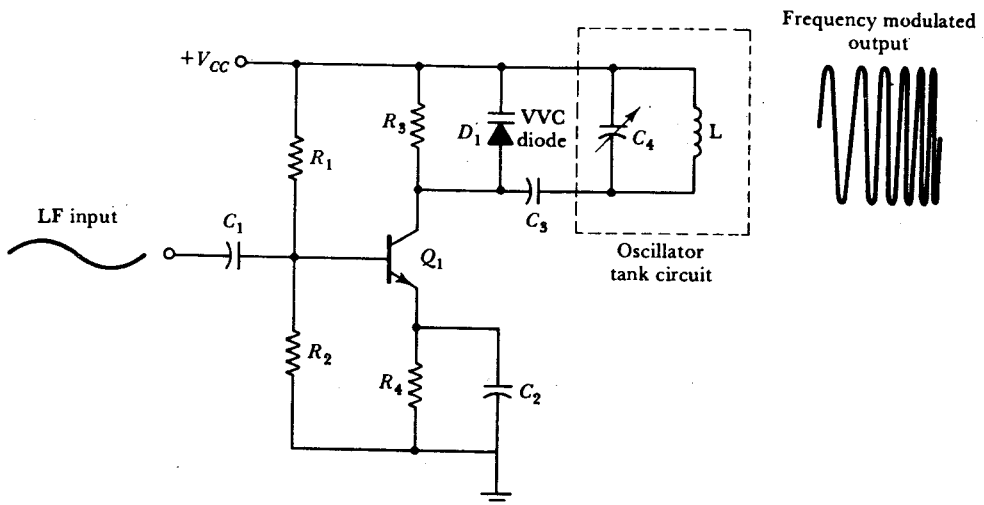 Frequency modulated
output
+V_CC
R_3
D_1
VVC
diode
C_4
L
R_1
LF input
C_1
C_3
Q_1
Oscillator
tank circuit
R_2
R_4
C_2